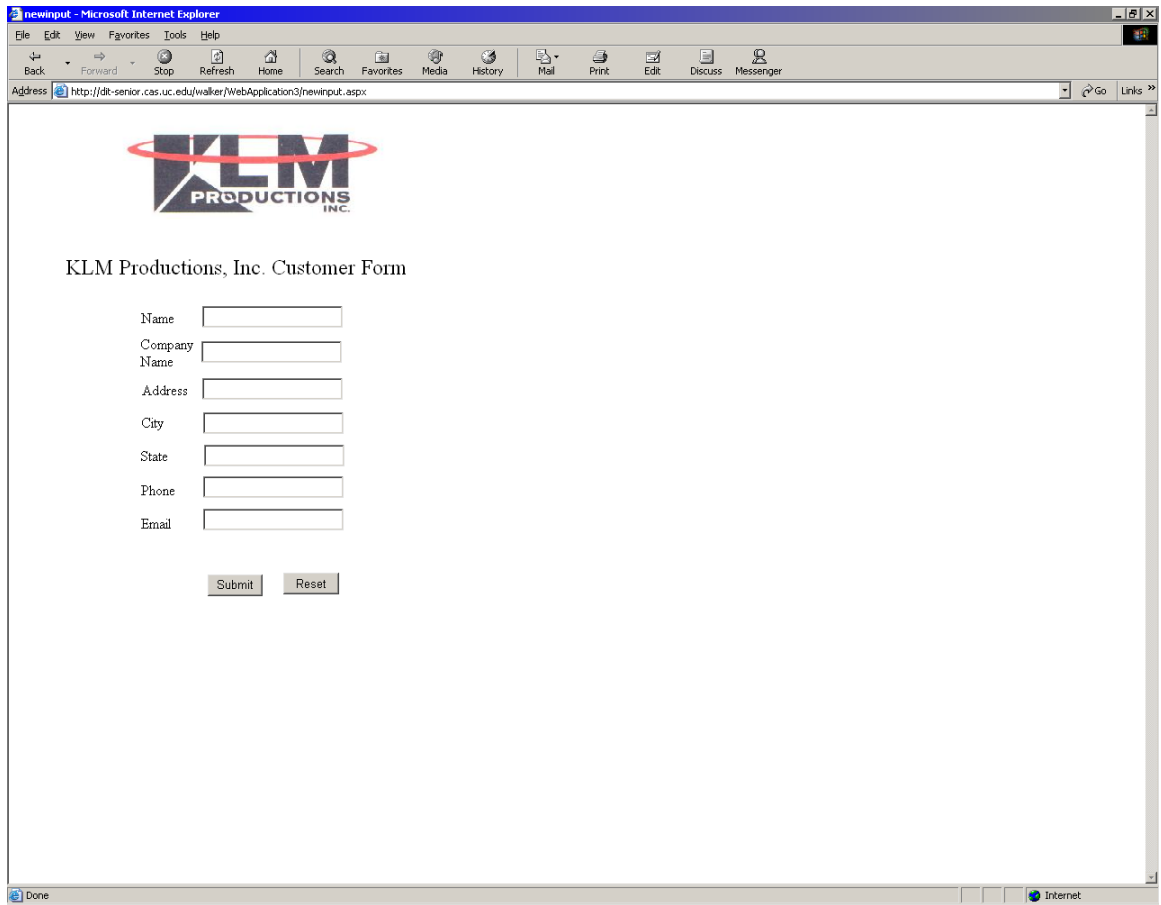 newinput - Microsoft Internet Explorer
File Edit View Favorites Tools Help
Back Forward Stop Refresh Home Search Favorites Media History Mail Print Edit Discuss Messenger
Address http://dit-senior.cas.uc.edu/walker/WebApplication3/newinput.aspx Go Links »
KLM
PRODUCTIONS
INC.
KLM Productions, Inc. Customer Form
Name
Company
Name
Address
City
State
Phone
Email
Submit Reset
Done Internet